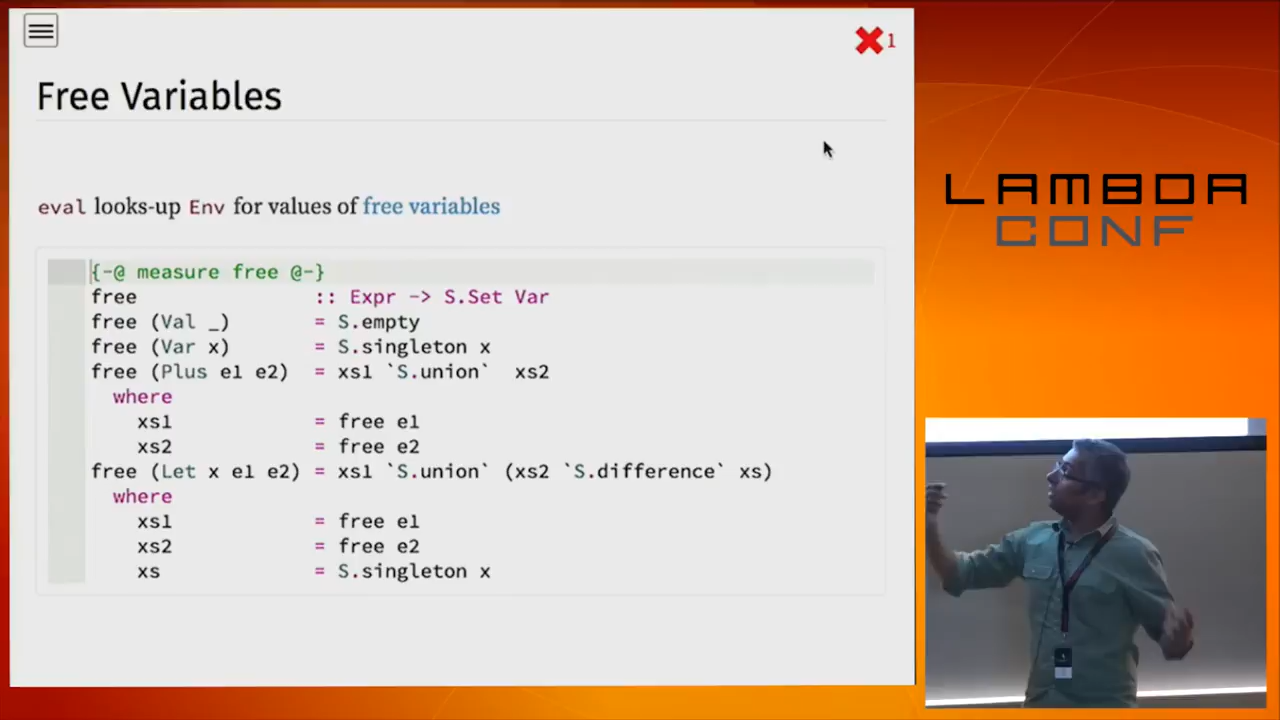 1
Free Variables
eval looks-up Env for values of free variables
{-@ measure free @-}
free :: Expr -> S.Set Var
free (Val _) = S.empty
free (Var x) = S.singleton x
free (Plus e1 e2) = xs1 `S.union` xs2
where
xs1 = free e1
xs2 = free e2
free (Let x e1 e2) = xs1 `S.union` (xs2 `S.difference` xs)
where
xs1 = free e1
xs2 = free e2
xs = S.singleton x
LAMBDA
CONF